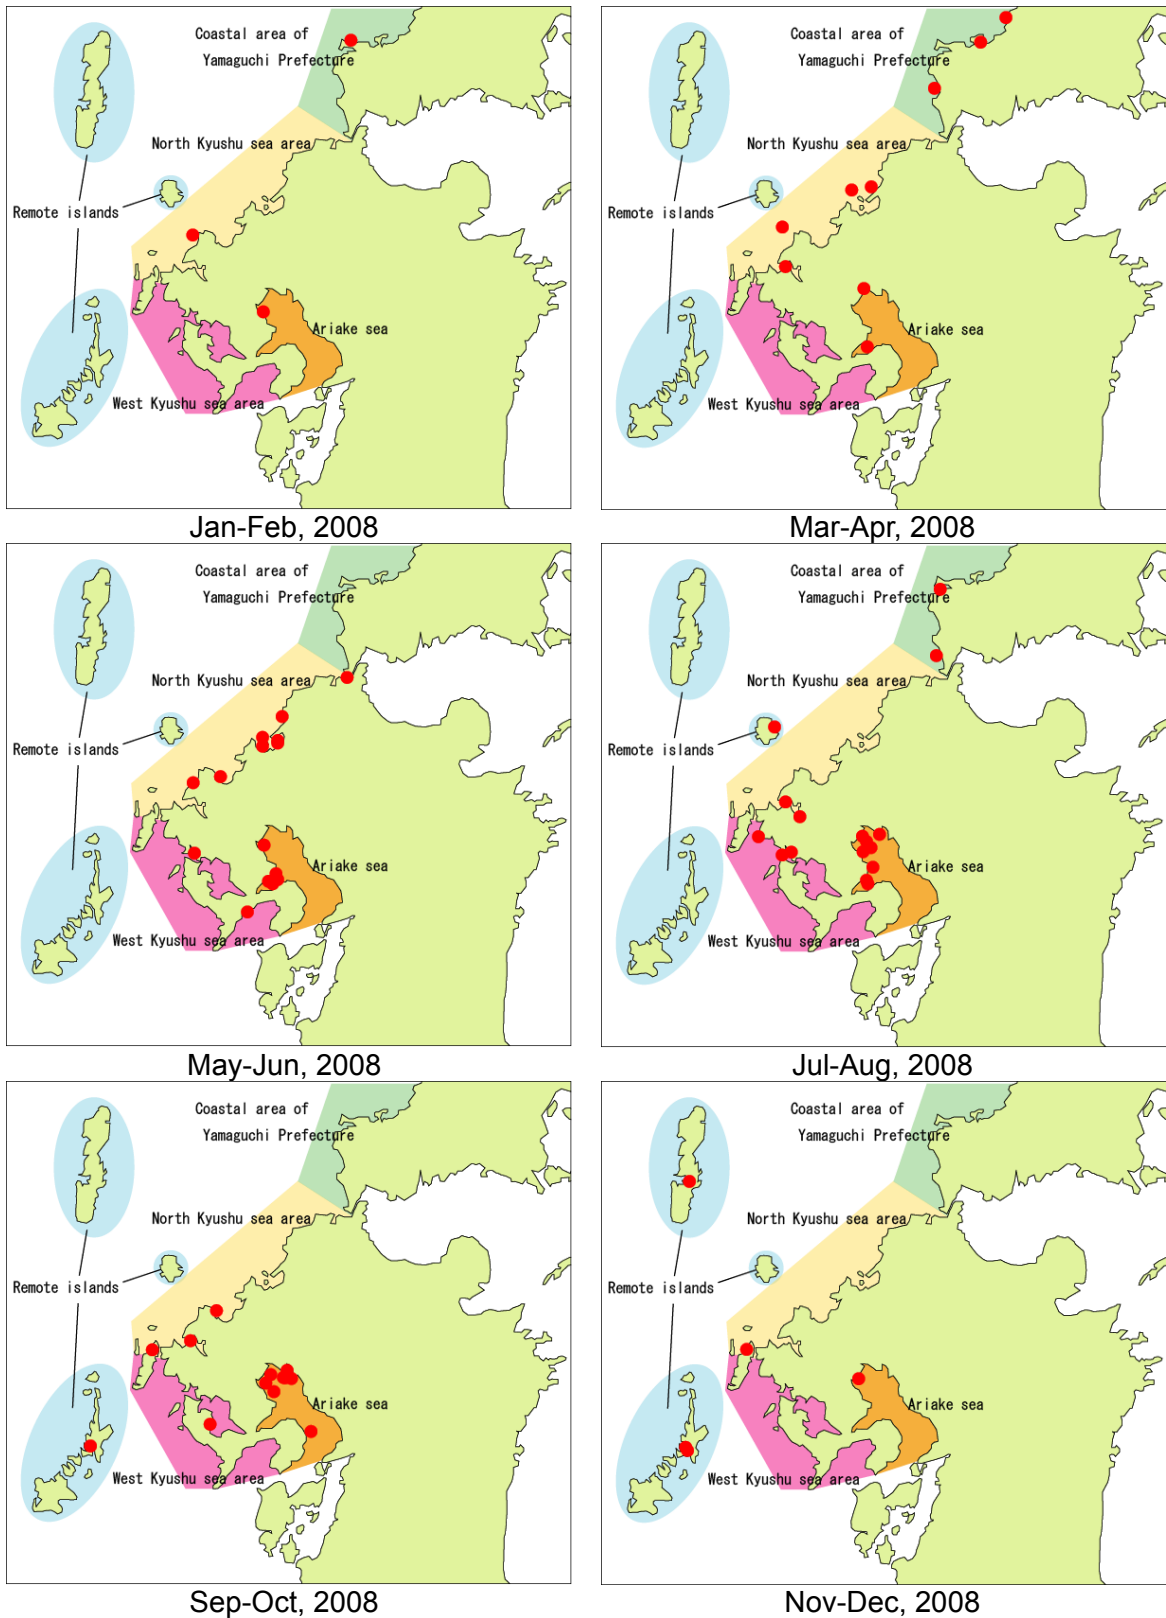 Coastal area of
Yamaguchi Prefecture
North Kyushu sea area
Remote islands
Ariake sea
West Kyushu sea area
Jan-Feb, 2008
Coastal area of
Yamaguchi Prefecture
North Kyushu sea area
Remote islands
Ariake sea
West Kyushu sea area
Mar-Apr, 2008
Coastal area of
Yamaguchi Prefecture
North Kyushu sea area
Remote islands
Ariake sea
West Kyushu sea area
May-Jun, 2008
Coastal area of
Yamaguchi Prefecture
North Kyushu sea area
Remote islands
Ariake sea
West Kyushu sea area
Jul-Aug, 2008
Coastal area of
Yamaguchi Prefecture
North Kyushu sea area
Remote islands
Ariake sea
West Kyushu sea area
Sep-Oct, 2008
Coastal area of
Yamaguchi Prefecture
North Kyushu sea area
Remote islands
Ariake sea
West Kyushu sea area
Nov-Dec, 2008